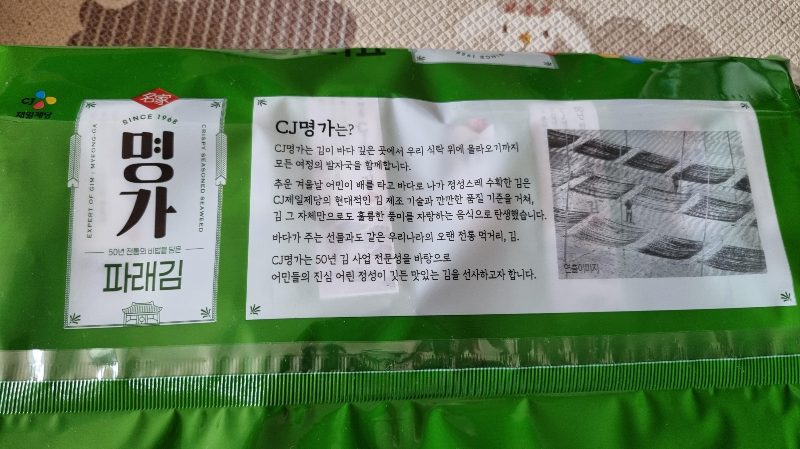 CJ
제일제당
名家
SINCE 1968
명가
EXPERT OF GIM : MYEONG-GA
CRISPY SEASONED SEAWEED
50년 전통의 비법을 담은
파래김
CJ명가는?
CJ명가는 김이 바다 깊은 곳에서 우리 식탁 위에 올라오기까지
모든 여정의 발자국을 함께합니다.
추운 겨울날 어민이 배를 타고 바다로 나가 정성스레 수확한 김은
CJ제일제당의 현대적인 김 제조 기술과 깐깐한 품질 기준을 거쳐,
김 그 자체만으로도 훌륭한 풍미를 자랑하는 음식으로 탄생했습니다.
바다가 주는 선물과도 같은 우리나라의 오랜 전통 먹거리, 김.
CJ명가는 50년 김 사업 전문성을 바탕으로
어민들의 진심 어린 정성이 깃든 맛있는 김을 선사하고자 합니다.
연출이미지